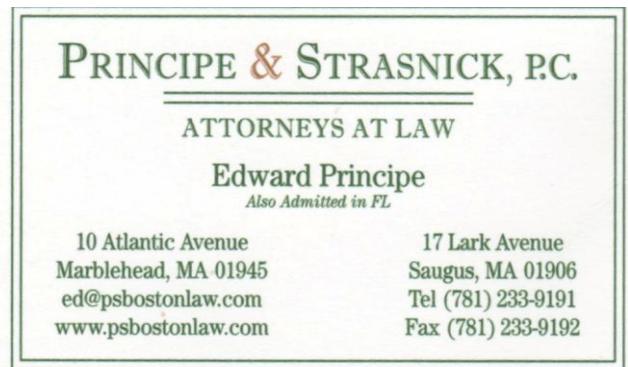 PRINCIPE & STRASNICK, P.C.
ATTORNEYS AT LAW
Edward Principe
Also Admitted in FL
10 Atlantic Avenue
Marblehead, MA 01945
ed@psbostonlaw.com
www.psbostonlaw.com
17 Lark Avenue
Saugus, MA 01906
Tel (781) 233-9191
Fax (781) 233-9192